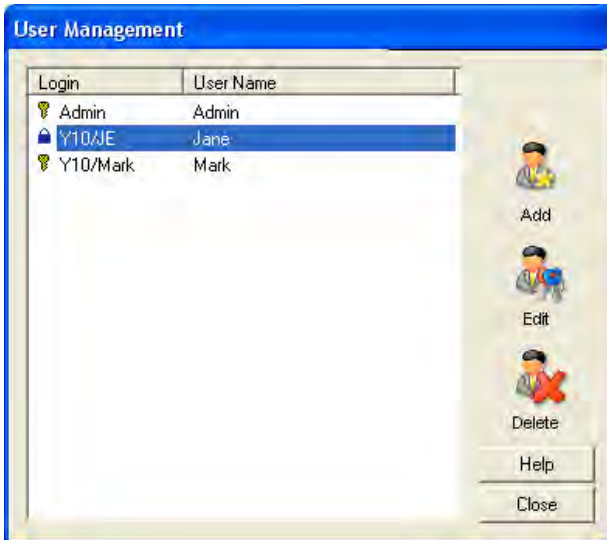 User Management
Login User Name
Admin Admin
Y10/JE Jane
Y10/Mark Mark
Add
Edit
Delete
Help
Close